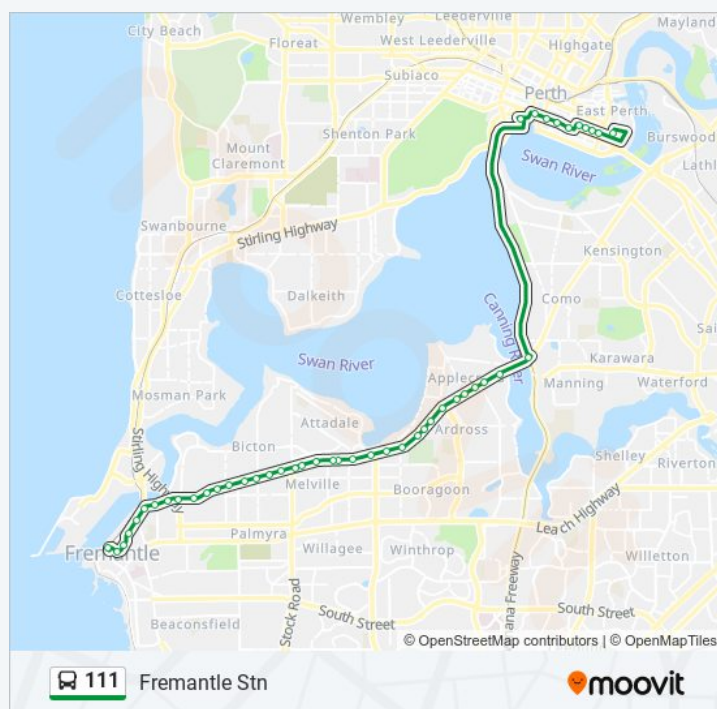 Wembley
Leederville
Mayland
City Beach
West Leederville
Highgate
Floreat
Subiaco
Perth
East Perth
Shenton Park
Burswood
Mount
Claremont
Lathl
Swan River
Swanbourne
Stirling Highway
Kensington
Cottesloe
Dalkeith
Como
Canning River
Sai
Swan River
Karawara
Applecr
Manning
Waterford
Mosman Park
Attadale
Ardross
Stirling Highway
Bicton
Shelley
Riverton
Melville
Booragoon
Leach Highway
Fremantle
Palmyra
Willagee
Winthrop
Willetton
ana Freeway
Stock Road
South Street
South Street
Beaconsfield
© OpenStreetMap contributors | © OpenMapTiles
111 Fremantle Stn
moovit